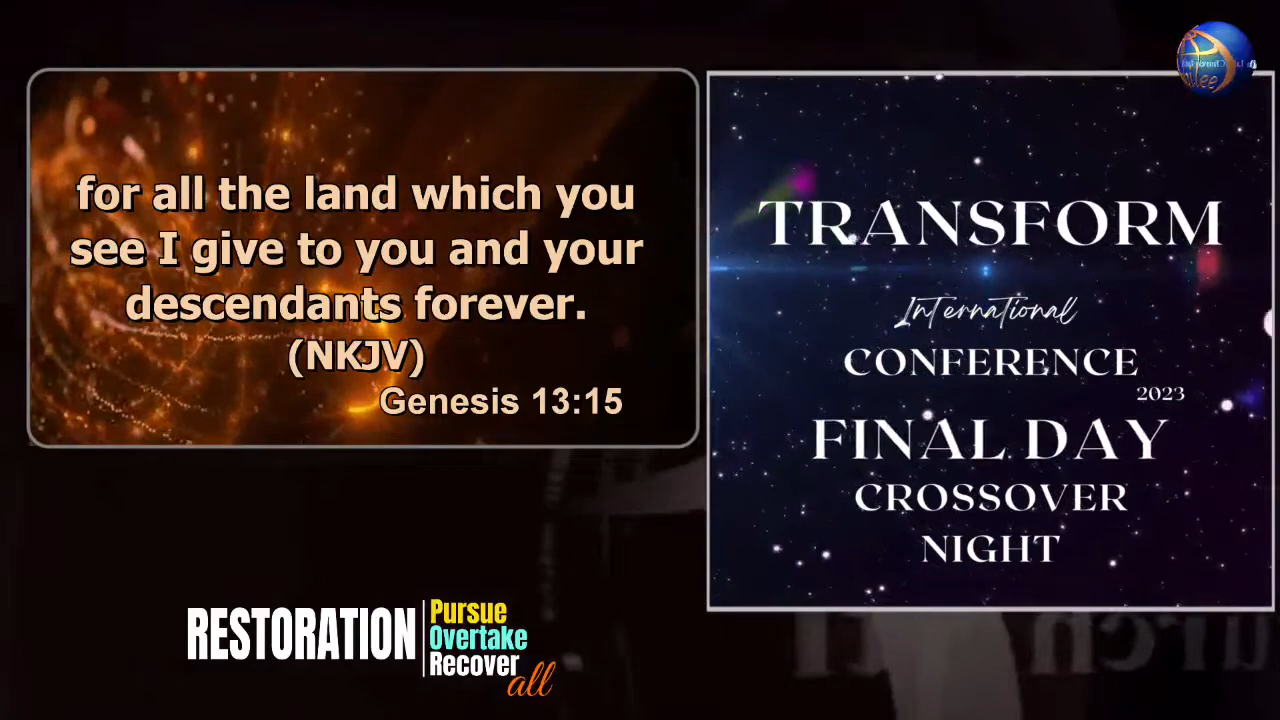 for all the land which you
see I give to you and your
descendants forever.
(NKJV)
Genesis 13:15
TRANSFORM
International
CONFERENCE
2023
FINAL DAY
CROSSOVER
NIGHT
RESTORATION
Pursue
Overtake
Recover
all